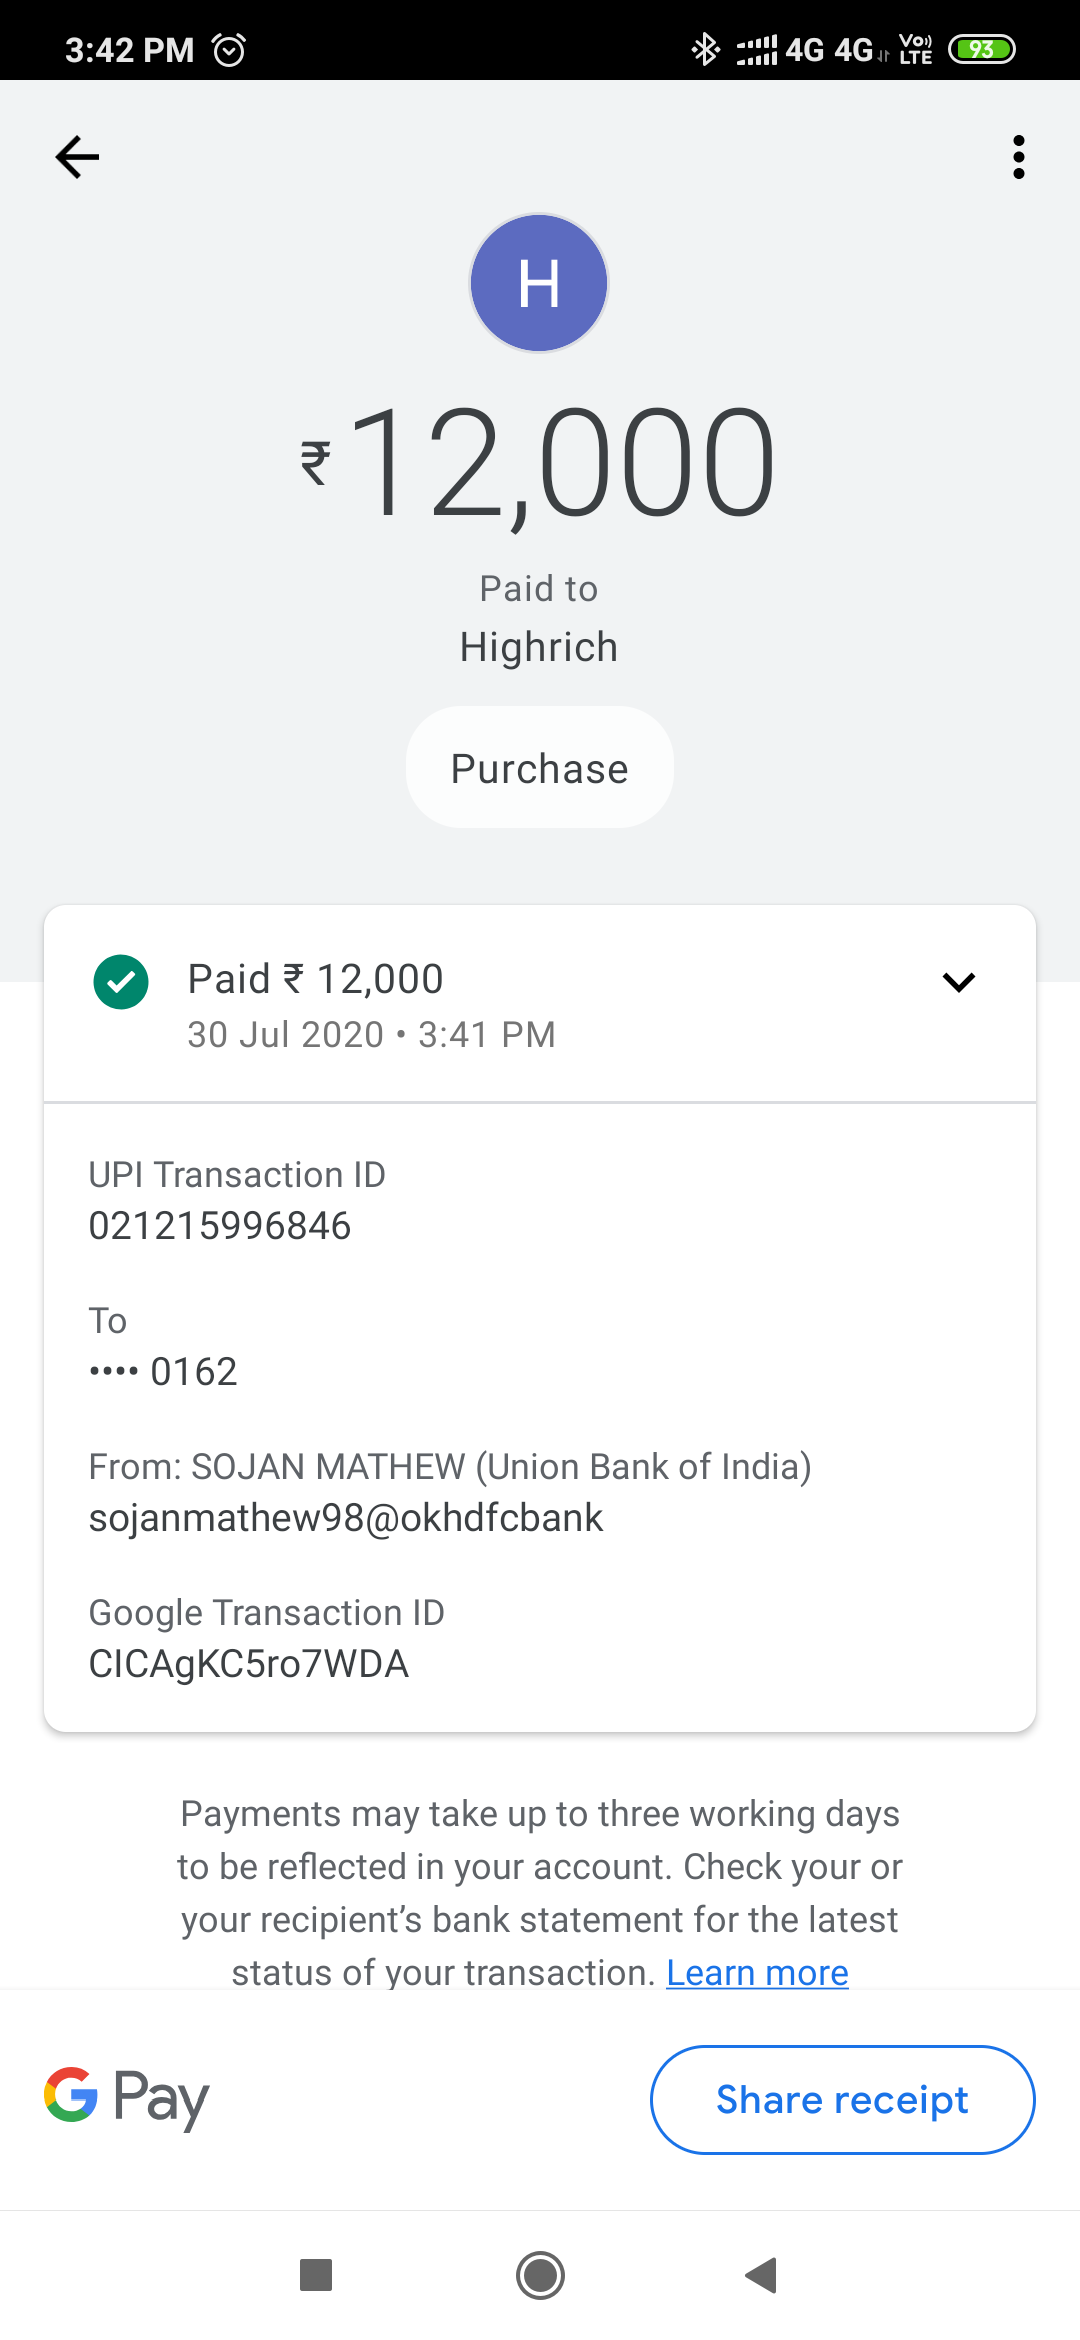 3:42 PM 4G 4G Vo)) LTE 93
H
₹12,000
Paid to
Highrich
Purchase
Paid ₹ 12,000
30 Jul 2020 • 3:41 PM
UPI Transaction ID
021215996846
To
•••• 0162
From: SOJAN MATHEW (Union Bank of India)
sojanmathew98@okhdfcbank
Google Transaction ID
CICAgKC5ro7WDA
Payments may take up to three working days
to be reflected in your account. Check your or
your recipient’s bank statement for the latest
status of your transaction. Learn more
G Pay
Share receipt